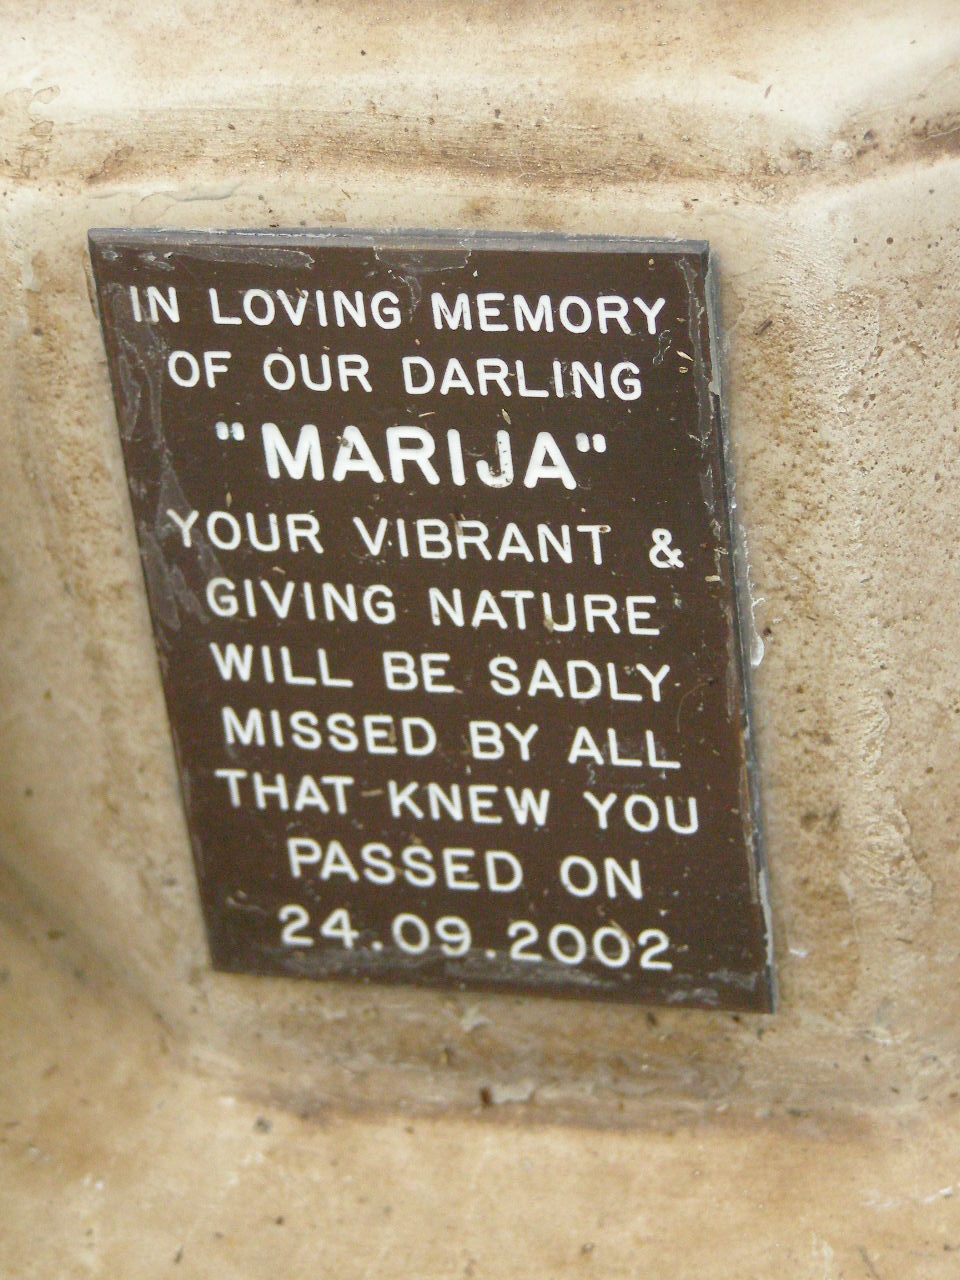 IN LOVING MEMORY
OF OUR DARLING
"MARIJA"
YOUR VIBRANT &
GIVING NATURE
WILL BE SADLY
MISSED BY ALL
THAT KNEW YOU
PASSED ON
24.09.2002